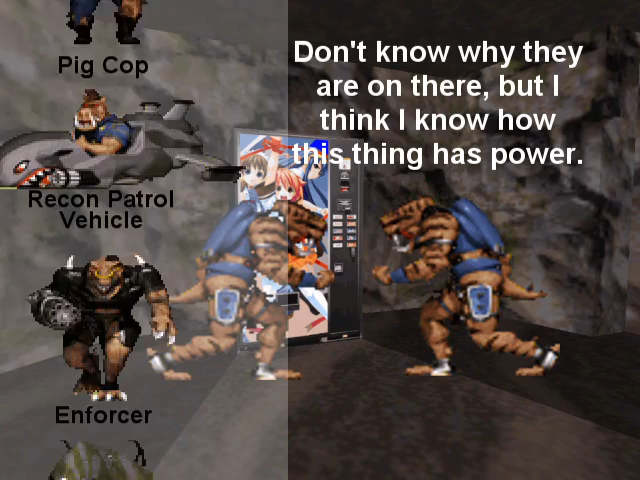 Pig Cop
Recon Patrol
Vehicle
Enforcer
Don't know why they
are on there, but I
think I know how
this thing has power.